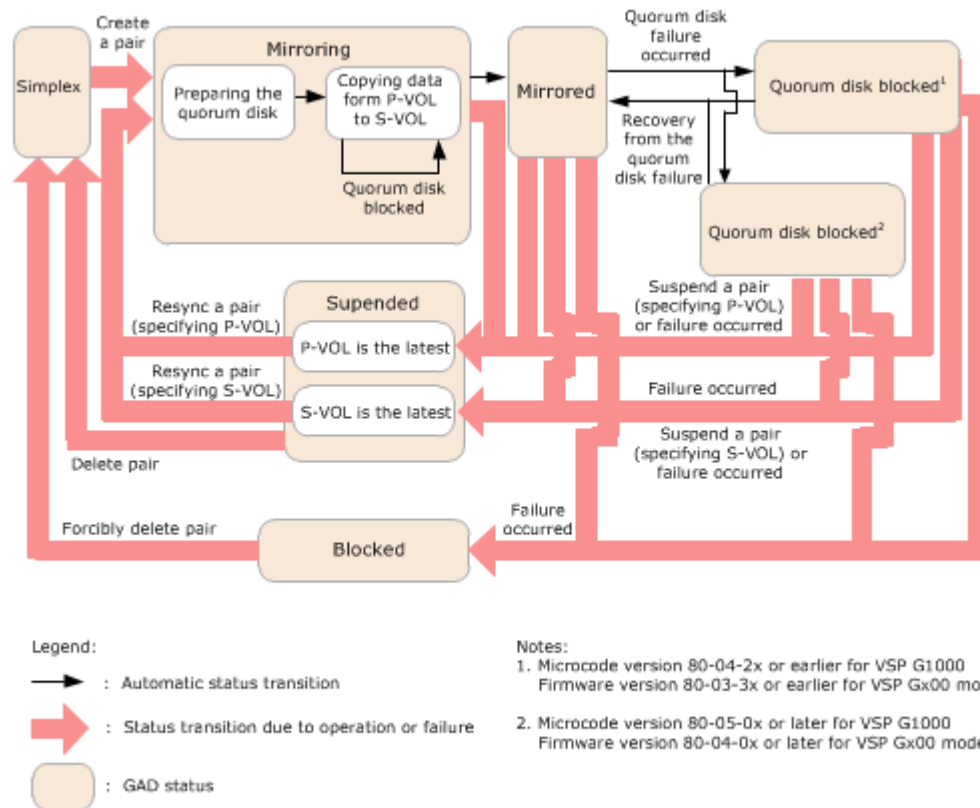 Create
a pair
Simplex
Mirroring
Preparing the
quorum disk
Copying data
form P-VOL
to S-VOL
Quorum disk
blocked
Mirrored
Quorum disk
failure
occurred
Recovery
from the
quorum
disk failure
Quorum disk blocked1
Quorum disk blocked2
Resync a pair
(specifying P-VOL)
Resync a pair
(specifying S-VOL)
Supended
P-VOL is the latest
S-VOL is the latest
Suspend a pair
(specifying P-VOL)
or failure occurred
Failure occurred
Suspend a pair
(specifying S-VOL) or
failure occurred
Delete pair
Forcibly delete pair
Blocked
Failure
occurred
Legend:
: Automatic status transition
: Status transition due to operation or failure
: GAD status
Notes:
1. Microcode version 80-04-2x or earlier for VSP G1000
Firmware version 80-03-3x or earlier for VSP Gx00 mo
2. Microcode version 80-05-0x or later for VSP G1000
Firmware version 80-04-0x or later for VSP Gx00 mode